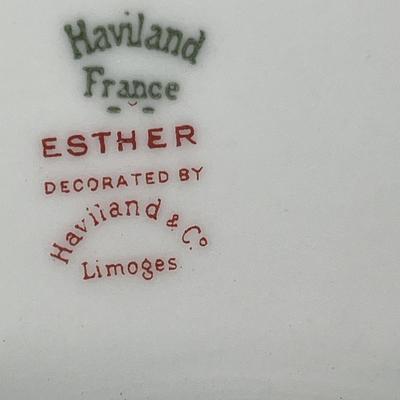 Haviland
France
ESTHER
DECORATED BY
Haviland & Co
Limoges